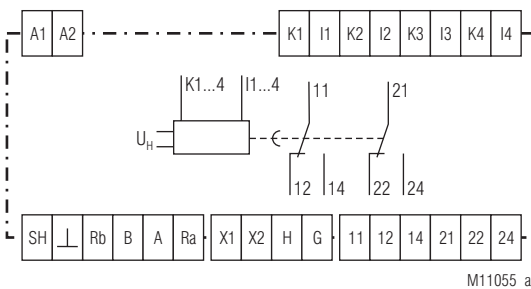 A1 A2 K1 I1 K2 I2 K3 I3 K4 I4
K1...4 I1...4 11 21
UH
12 14 22 24
SH ⊥ Rb B A Ra X1 X2 H G 11 12 14 21 22 24
M11055_a